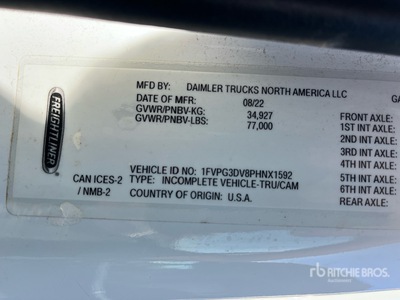 FREIGHTLINER
MFD BY: DAIMLER TRUCKS NORTH AMERICA LLC GA
DATE OF MFR: 08/22
GVWR/PNBV-KG: 34,927 FRONT AXLE:
GVWR/PNBV-LBS: 77,000 1ST INT AXLE:
2ND INT AXLE:
3RD INT AXLE:
4TH INT AXLE:
VEHICLE ID NO: 1FVPG3DV8PHNX1592 5TH INT AXLE:
CAN ICES-2 TYPE: INCOMPLETE VEHICLE-TRU/CAM 6TH INT AXLE:
/ NMB-2 COUNTRY OF ORIGIN: U.S.A. REAR AXLE:
rb RITCHIE BROS.
Auctioneers